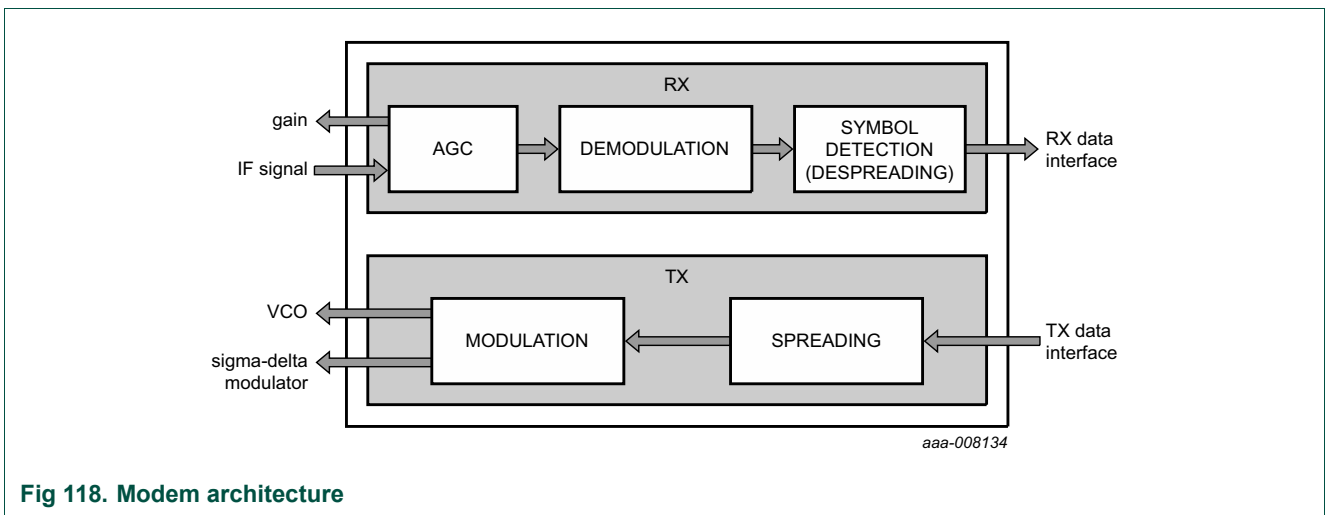 RX
gain
IF signal
AGC
DEMODULATION
SYMBOL
DETECTION
(DESPREADING)
RX data
interface
TX
VCO
sigma-delta
modulator
MODULATION
SPREADING
TX data
interface
aaa-008134
Fig 118. Modem architecture